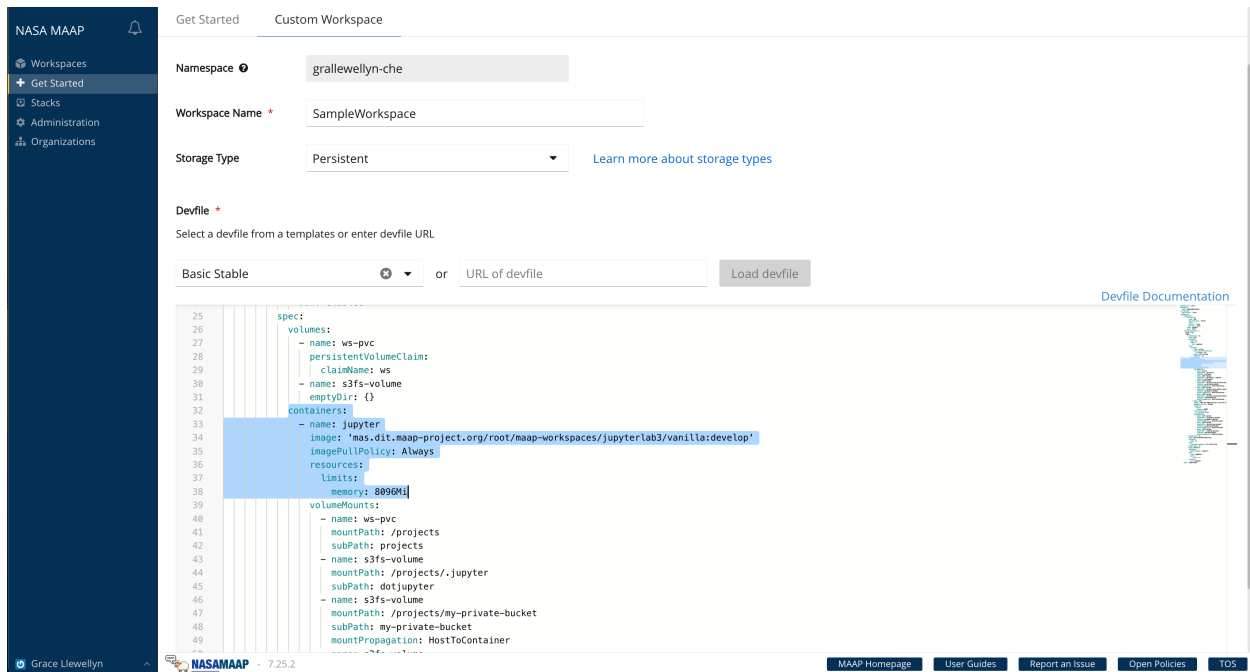 NASA MAAP
Workspaces
Get Started
Stacks
Administration
Organizations
Grace Llewellyn
Get Started
Custom Workspace
Namespace
grallewellyn-che
Workspace Name *
SampleWorkspace
Storage Type
Persistent
Learn more about storage types
Devfile *
Select a devfile from a templates or enter devfile URL
Basic Stable
or
URL of devfile
Load devfile
Devfile Documentation
25 spec:
26 volumes:
27 - name: ws-pvc
28 persistentVolumeClaim:
29 claimName: ws
30 - name: s3fs-volume
31 emptyDir: {}
32 containers:
33 - name: jupyter
34 image: 'mas.dit.maap-project.org/root/maap-workspaces/jupyterlab3/vanilla:develop'
35 imagePullPolicy: Always
36 resources:
37 limits:
38 memory: 8096Mi
39 volumeMounts:
40 - name: ws-pvc
41 mountPath: /projects
42 subPath: projects
43 - name: s3fs-volume
44 mountPath: /projects/.jupyter
45 subPath: dotjupyter
46 - name: s3fs-volume
47 mountPath: /projects/my-private-bucket
48 subPath: my-private-bucket
49 mountPropagation: HostToContainer
NASAMAAP - 7.25.2
MAAP Homepage
User Guides
Report an Issue
Open Policies
TOS